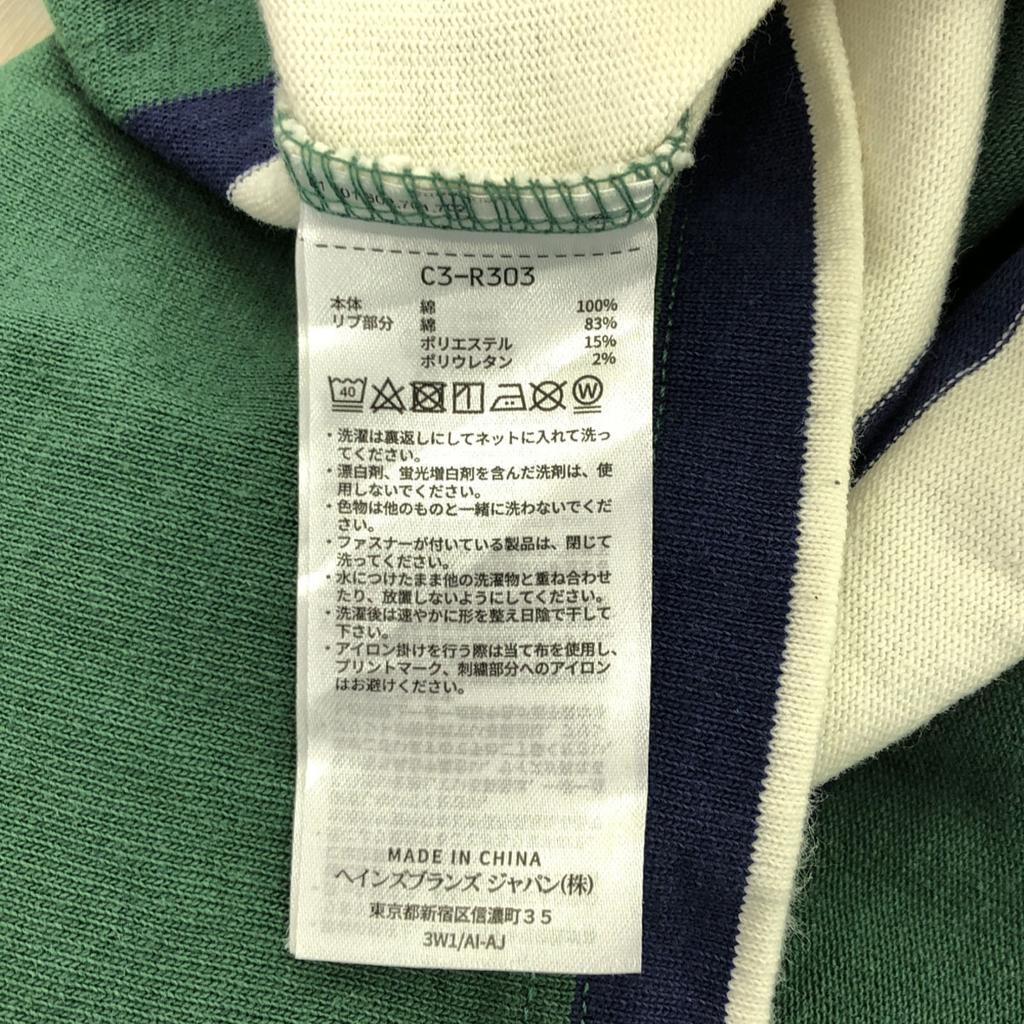 C3-R303
本体 綿 100%
リブ部分 綿 83%
ポリエステル 15%
ポリウレタン 2%
40 W
・洗濯は裏返しにしてネットに入れて洗っ
てください。
・漂白剤、蛍光増白剤を含んだ洗剤は、使
用しないでください。
・色物は他のものと一緒に洗わないでくだ
さい。
・ファスナーが付いている製品は、閉じて
洗ってください。
・水につけたまま他の洗濯物と重ね合わせ
たり、放置しないようにしてください。
・洗濯後は速やかに形を整え日陰で干して
下さい。
・アイロン掛けを行う際は当て布を使用し、
プリントマーク、刺繍部分へのアイロン
はお避けください。
MADE IN CHINA
ヘインズブランズ ジャパン(株)
東京都新宿区信濃町35
3W1/AI-AJ